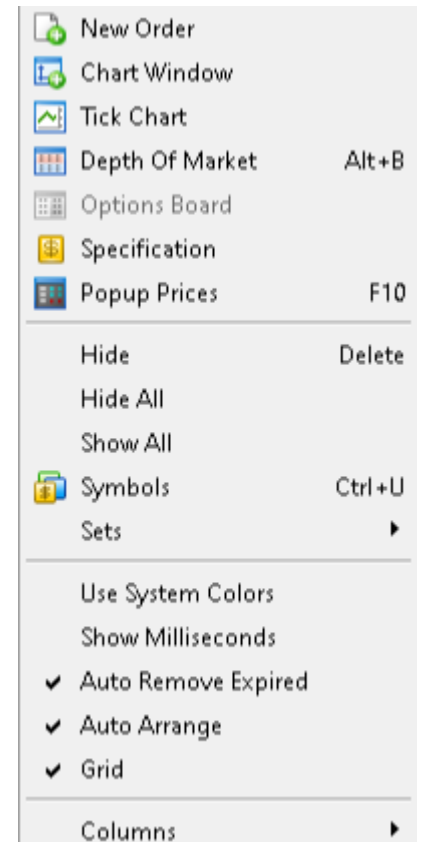 New Order
Chart Window
Tick Chart
Depth Of Market Alt+B
Options Board
Specification
Popup Prices F10
Hide Delete
Hide All
Show All
Symbols Ctrl+U
Sets
Use System Colors
Show Milliseconds
Auto Remove Expired
Auto Arrange
Grid
Columns